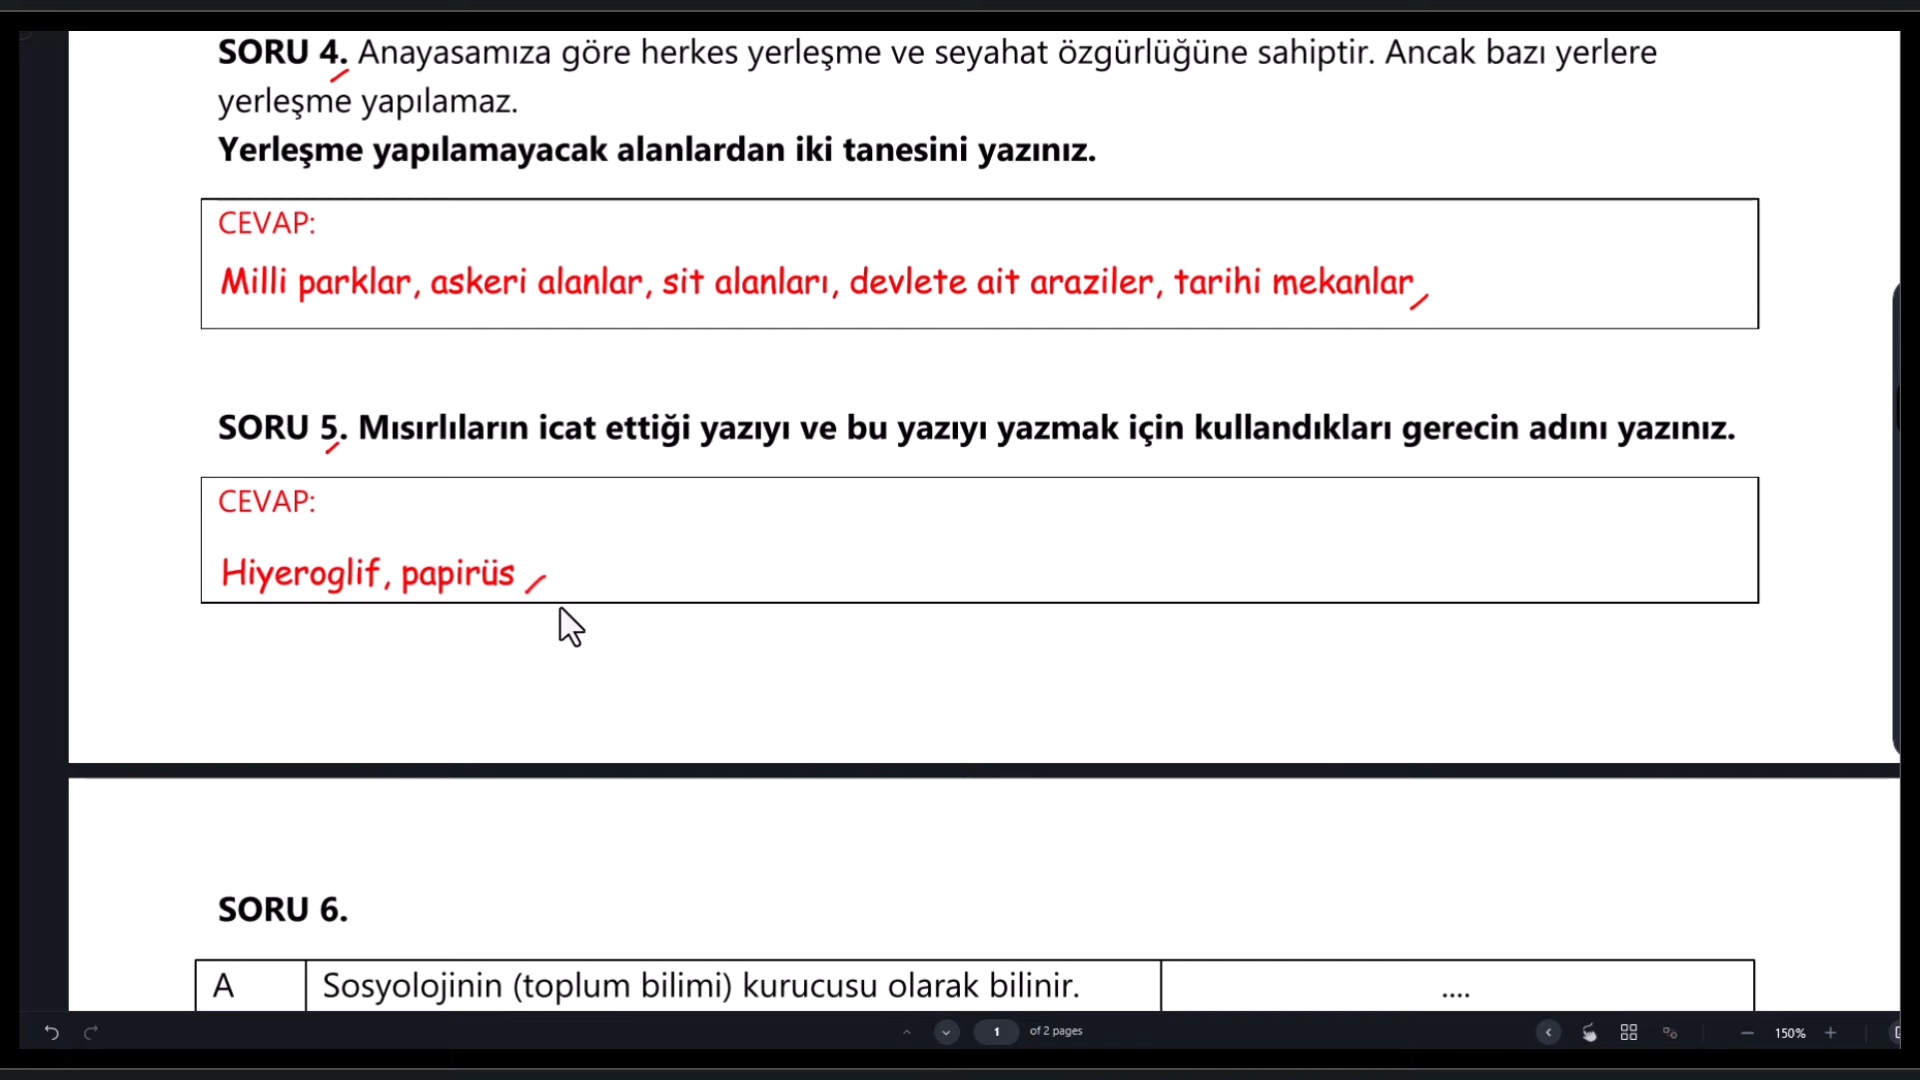 SORU 4. Anayasamıza göre herkes yerleşme ve seyahat özgürlüğüne sahiptir. Ancak bazı yerlere
yerleşme yapılamaz.
Yerleşme yapılamayacak alanlardan iki tanesini yazınız.
CEVAP:
Milli parklar, askeri alanlar, sit alanları, devlete ait araziler, tarihi mekanlar
SORU 5. Mısırlıların icat ettiği yazıyı ve bu yazıyı yazmak için kullandıkları gerecin adını yazınız.
CEVAP:
Hiyeroglif, papirüs
SORU 6.
A Sosyolojinin (toplum bilimi) kurucusu olarak bilinir. ....
1 of 2 pages 150%